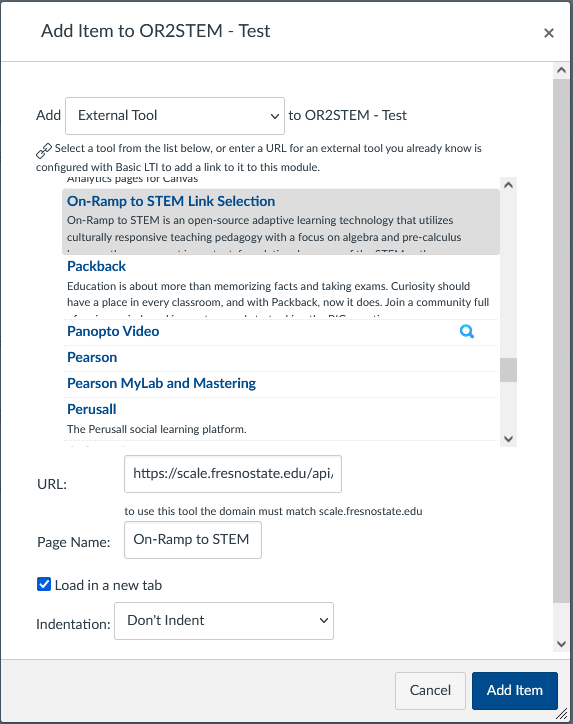 Add Item to OR2STEM - Test
×
Add External Tool to OR2STEM - Test
Select a tool from the list below, or enter a URL for an external tool you already know is
configured with Basic LTI to add a link to it to this module.
Analytics pages for Canvas
On-Ramp to STEM Link Selection
On-Ramp to STEM is an open-source adaptive learning technology that utilizes
culturally responsive teaching pedagogy with a focus on algebra and pre-calculus
Packback
Education is about more than memorizing facts and taking exams. Curiosity should
have a place in every classroom, and with Packback, now it does. Join a community full
Panopto Video
Pearson
Pearson MyLab and Mastering
Perusall
The Perusall social learning platform.
URL: https://scale.fresnostate.edu/api/
to use this tool the domain must match scale.fresnostate.edu
Page Name: On-Ramp to STEM
Load in a new tab
Indentation: Don't Indent
Cancel Add Item